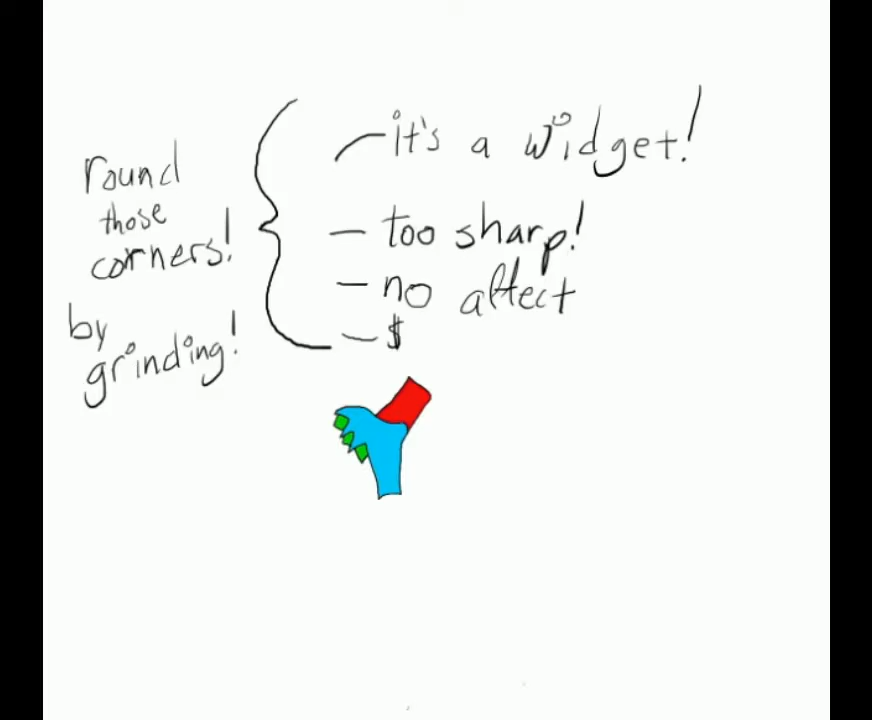 round
those
corners!
by
grinding!
- it's a widget!
- too sharp!
- no affect
- $